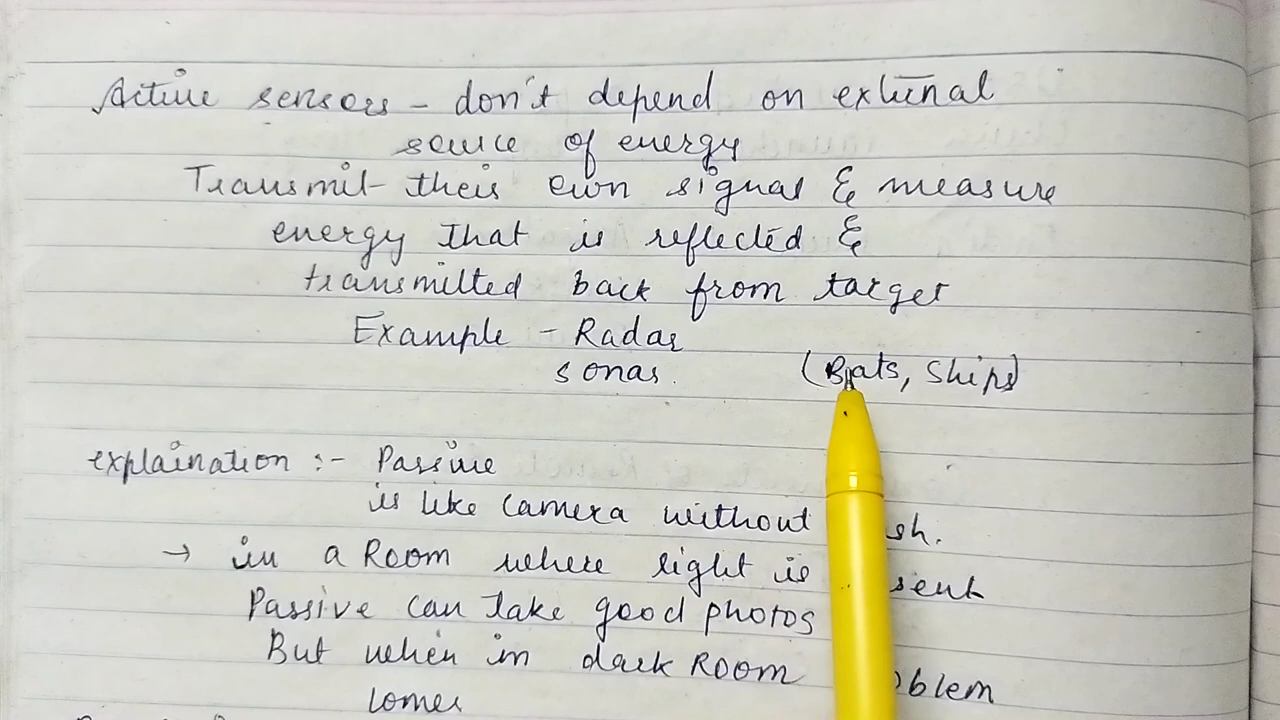 Active sensors - don't depend on external
source of energy
Transmit their own signal & measure
energy that is reflected &
transmitted back from target
Example - Radar
sonar. (Bats, Ships)
explaination :- Passive
is like camera without
→ in a Room where light is
Passive can take good photos
But when in dark Room
comes